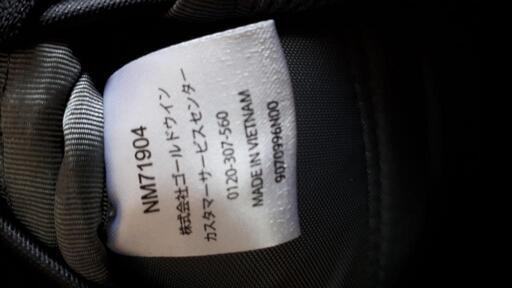 NM71904
株式会社ゴールドウイン
カスタマーサービスセンター
0120-307-560
MADE IN VIETNAM
9070996N00